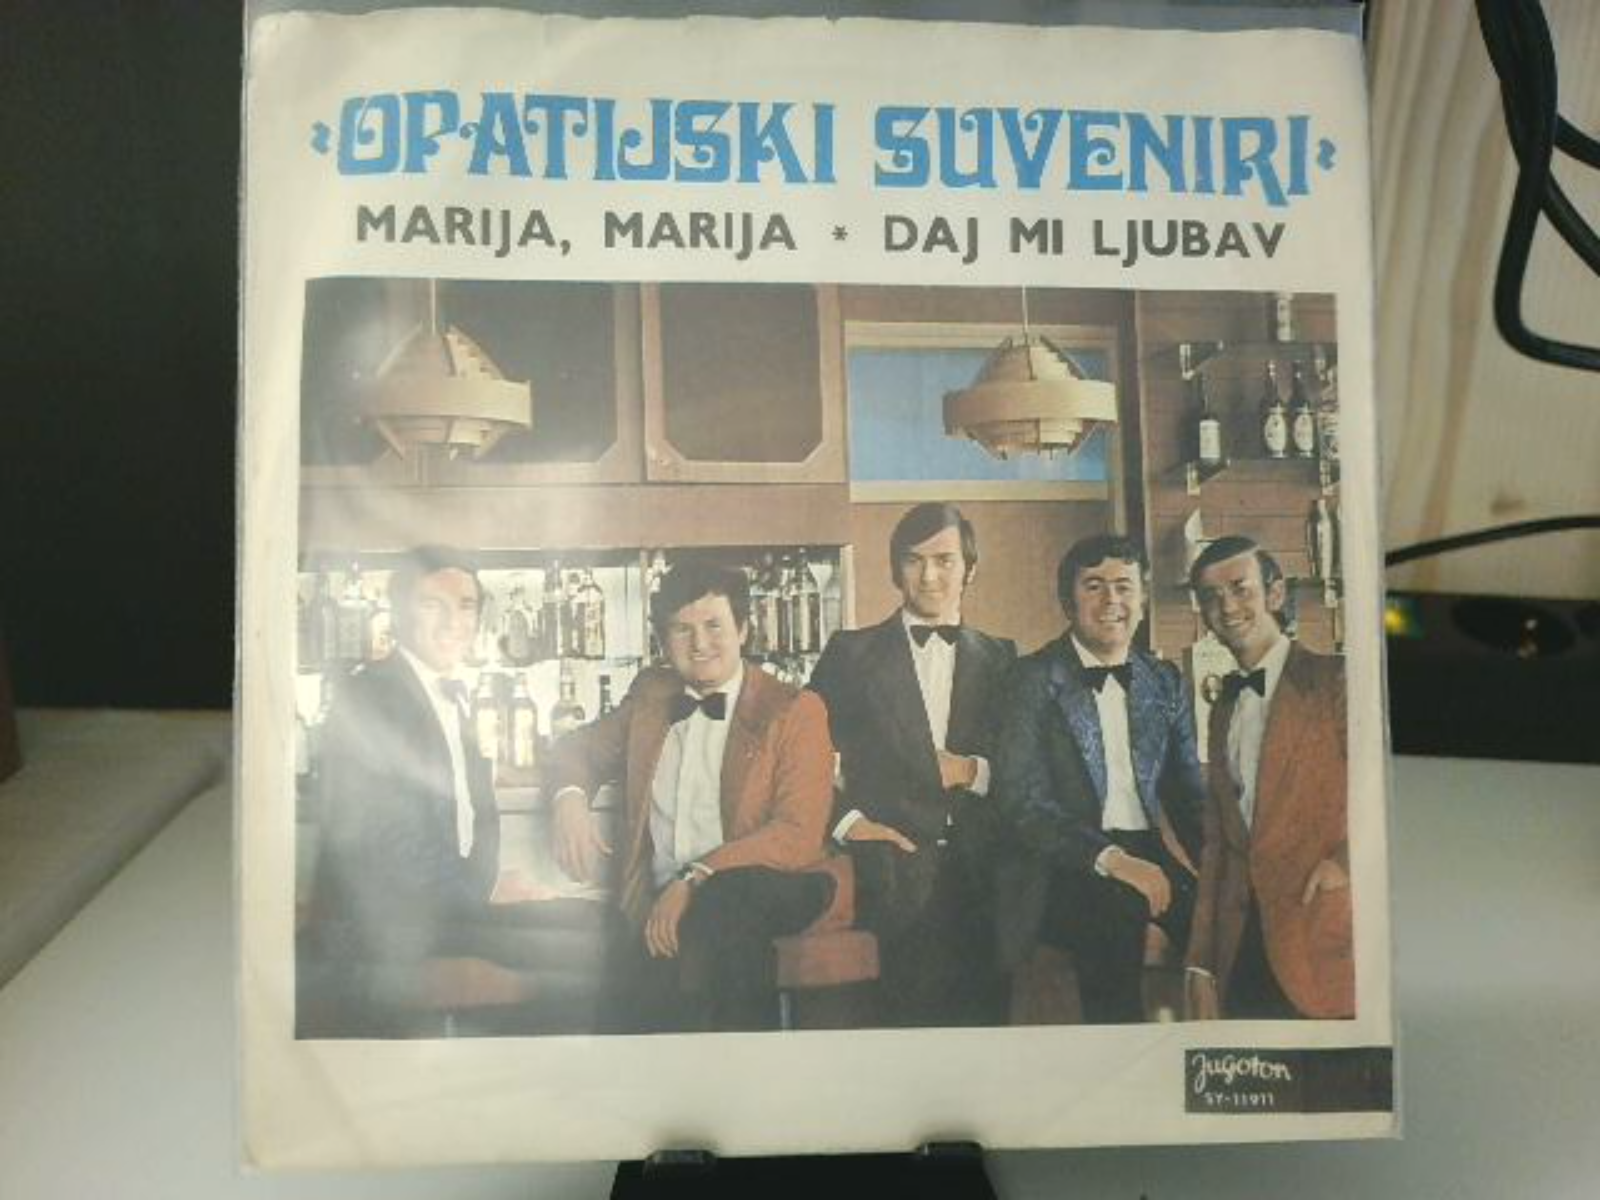 OPATIJSKI SUVENIRI
MARIJA, MARIJA * DAJ MI LJUBAV
Jugoton
SY-11911